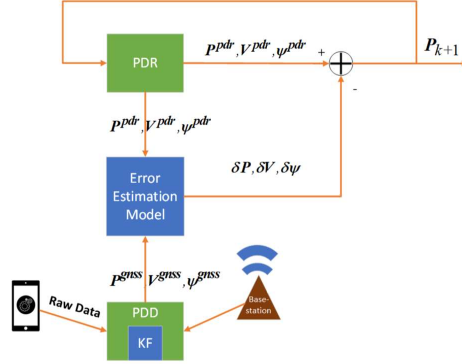 PDR
P^{pdr},V^{pdr},ψ^{pdr}
+
P_{k+1}
-
P^{pdr},V^{pdr},ψ^{pdr}
Error
Estimation
Model
δP,δV,δψ
P^{gnss} V^{gnss},ψ^{gnss}
Raw Data
PDD
KF
Base-
station